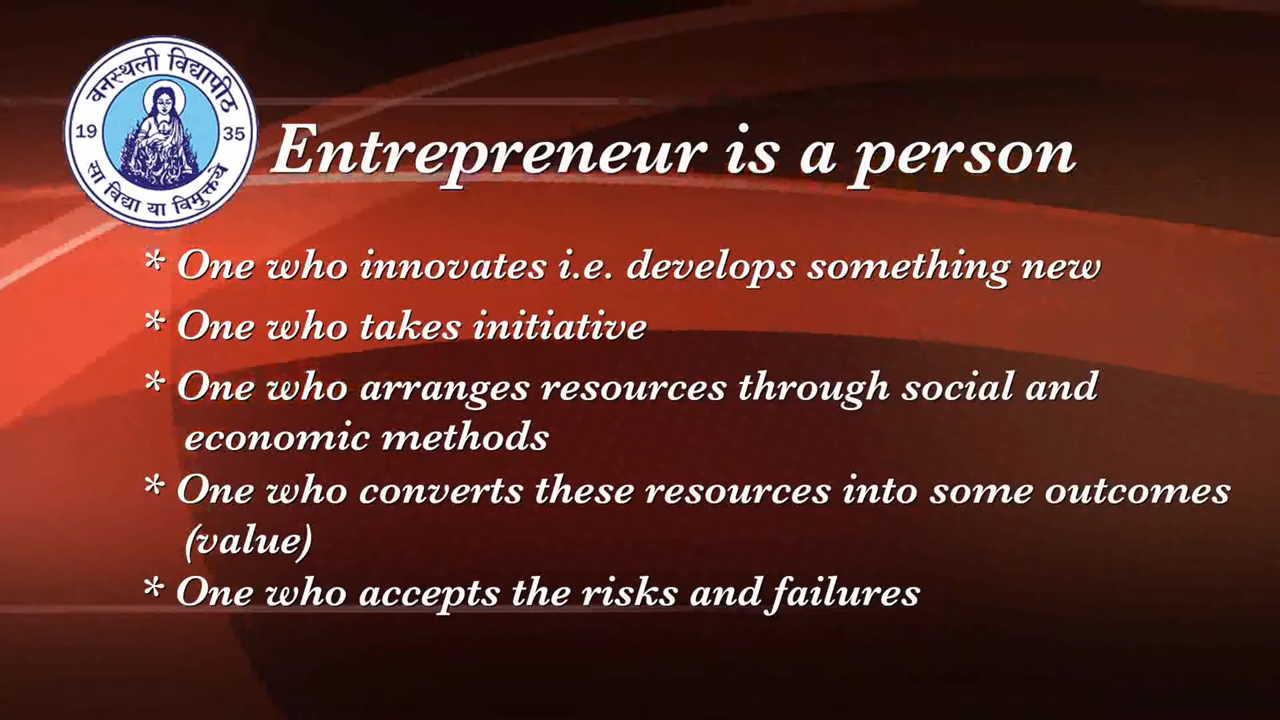 वनस्थली विद्यापीठ
19 35
सा विद्या या विमुक्तये
Entrepreneur is a person
* One who innovates i.e. develops something new
* One who takes initiative
* One who arranges resources through social and
economic methods
* One who converts these resources into some outcomes
(value)
* One who accepts the risks and failures